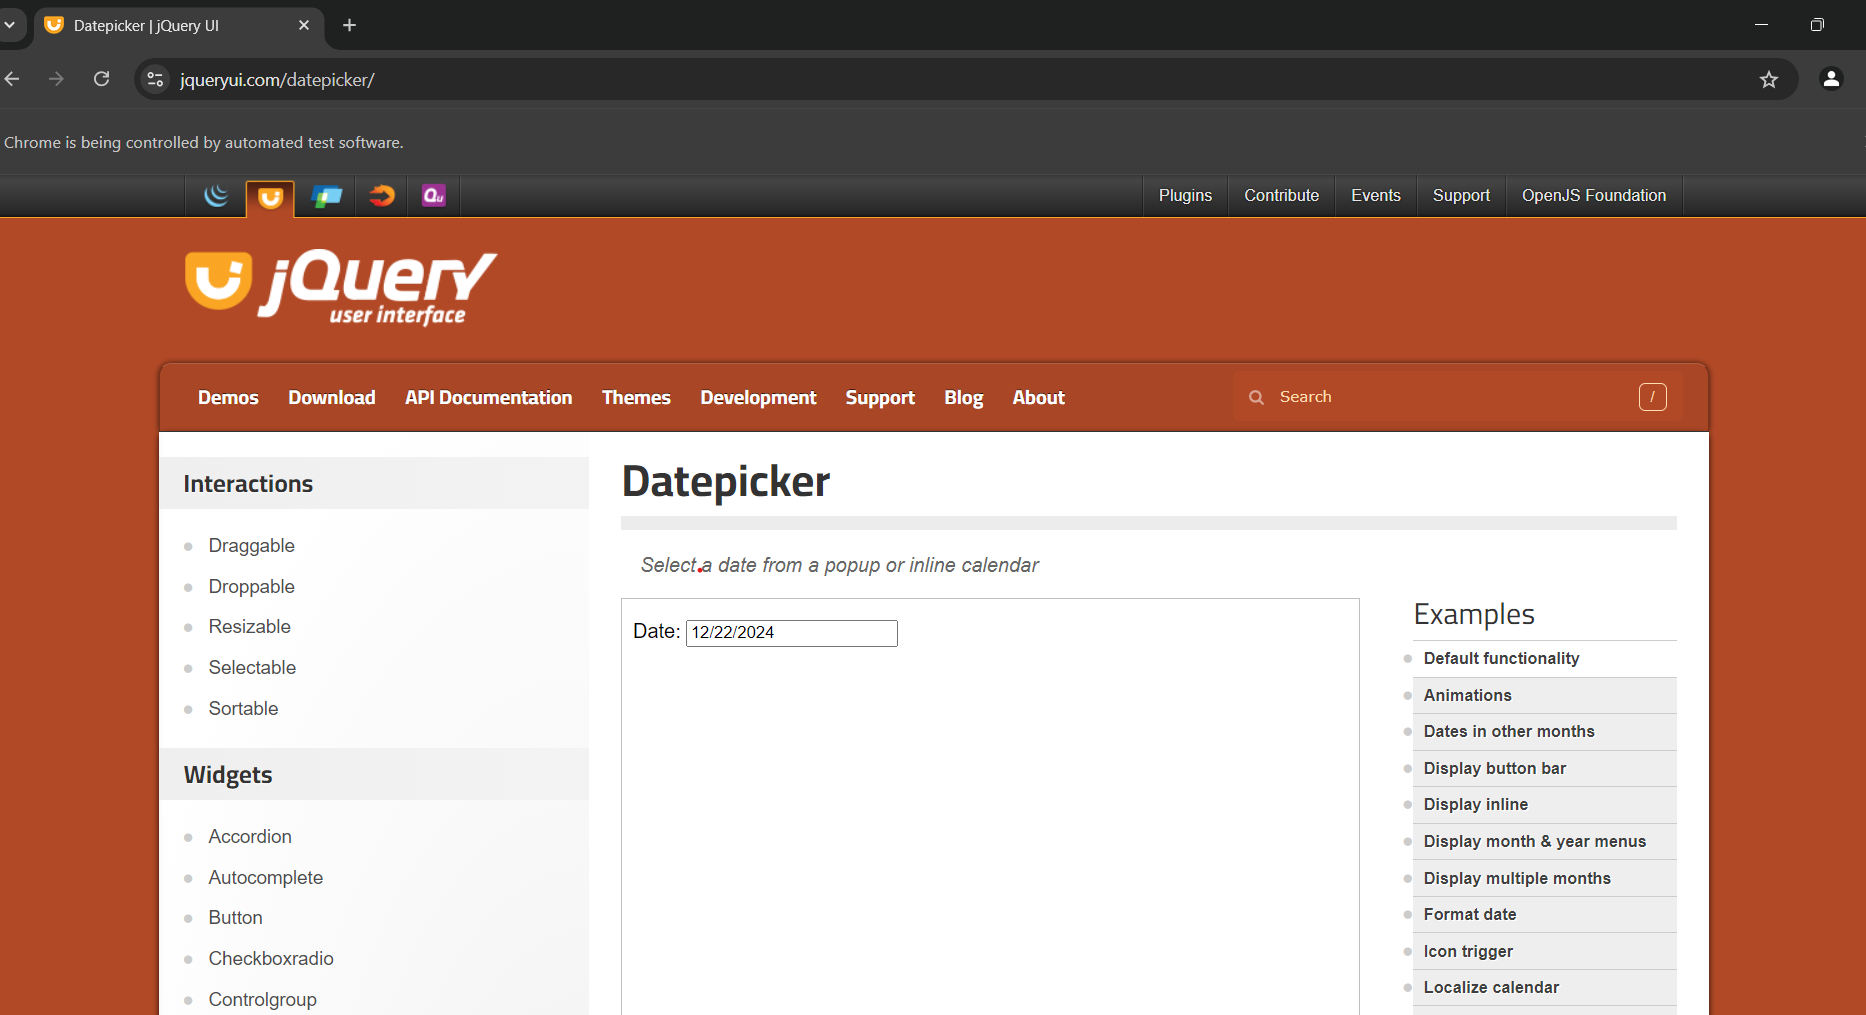 Datepicker | jQuery UI
jqueryui.com/datepicker/
Chrome is being controlled by automated test software.
Qu
Plugins
Contribute
Events
Support
OpenJS Foundation
jQuery
user interface
Demos
Download
API Documentation
Themes
Development
Support
Blog
About
Search
/
Interactions
Draggable
Droppable
Resizable
Selectable
Sortable
Widgets
Accordion
Autocomplete
Button
Checkboxradio
Controlgroup
Datepicker
Select a date from a popup or inline calendar
Date: 12/22/2024
Examples
Default functionality
Animations
Dates in other months
Display button bar
Display inline
Display month & year menus
Display multiple months
Format date
Icon trigger
Localize calendar